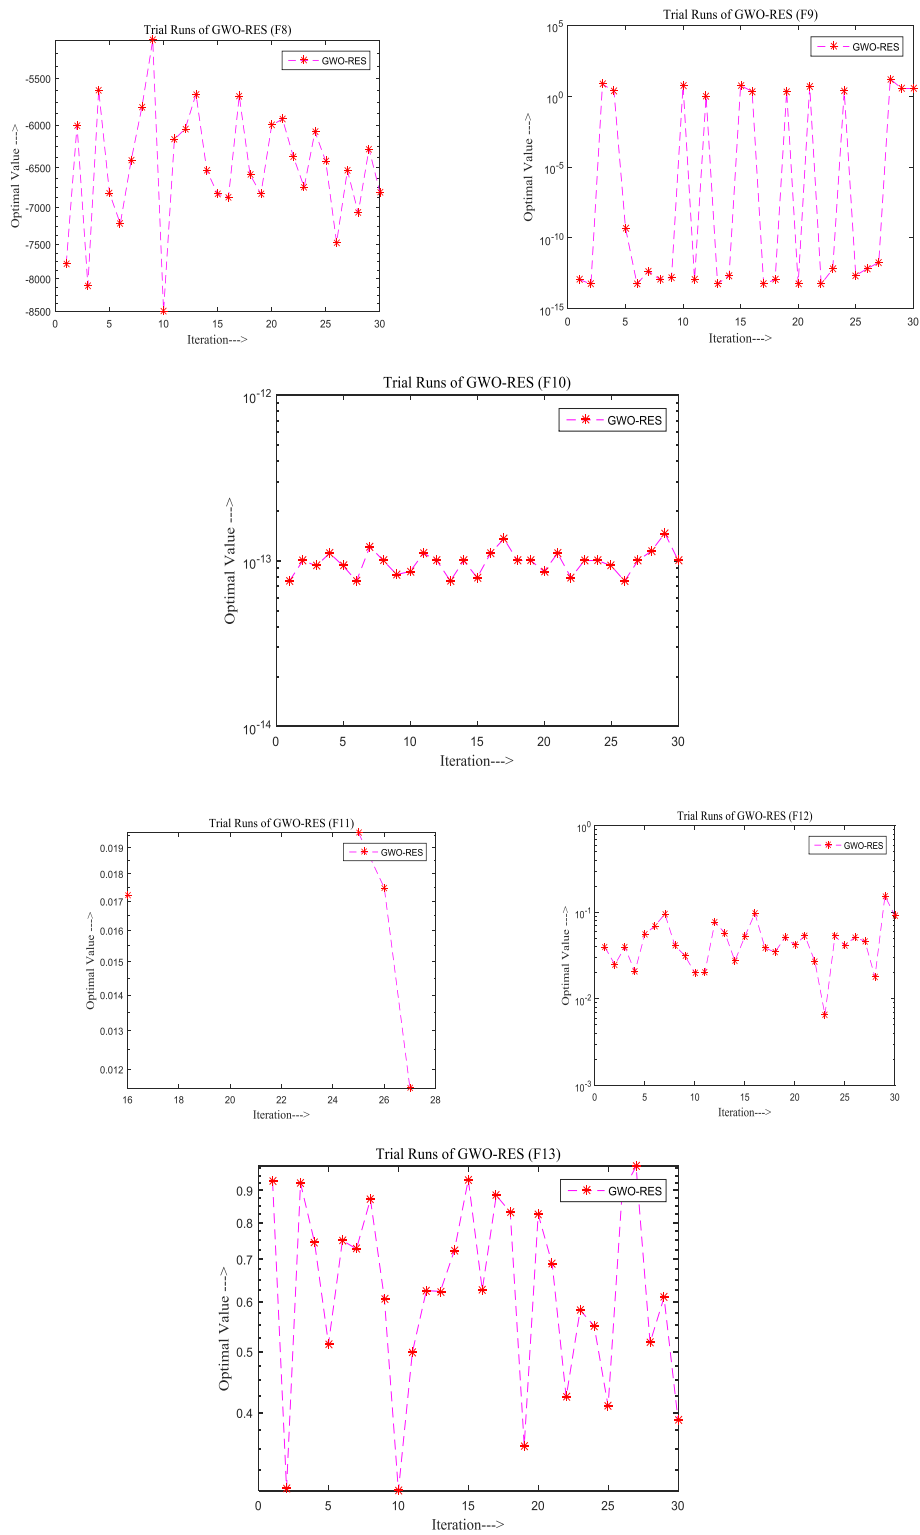 Trial Runs of GWO-RES (F8)
GWO-RES
-5500
-6000
-6500
-7000
-7500
-8000
-8500
0 5 10 15 20 25 30
Optimal Value --->
Iteration--->
Trial Runs of GWO-RES (F9)
GWO-RES
10^5
10^0
10^-5
10^-10
10^-15
0 5 10 15 20 25 30
Optimal Value --->
Iteration--->
Trial Runs of GWO-RES (F10)
GWO-RES
10^-12
10^-13
10^-14
0 5 10 15 20 25 30
Optimal Value --->
Iteration--->
Trial Runs of GWO-RES (F11)
GWO-RES
0.019
0.018
0.017
0.016
0.015
0.014
0.013
0.012
16 18 20 22 24 26 28
Optimal Value --->
Iteration--->
Trial Runs of GWO-RES (F12)
GWO-RES
10^0
10^-1
10^-2
10^-3
0 5 10 15 20 25 30
Optimal Value --->
Iteration--->
Trial Runs of GWO-RES (F13)
GWO-RES
0.9
0.8
0.7
0.6
0.5
0.4
0 5 10 15 20 25 30
Optimal Value --->
Iteration--->